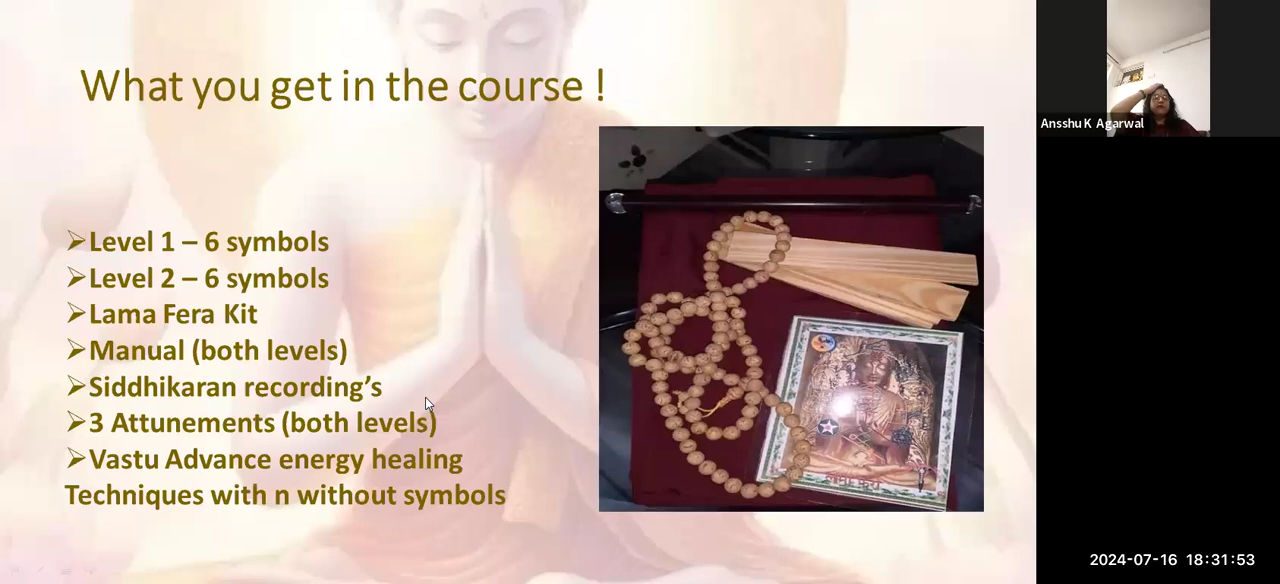 What you get in the course !
➢Level 1 – 6 symbols
➢Level 2 – 6 symbols
➢Lama Fera Kit
➢Manual (both levels)
➢Siddhikaran recording's
➢3 Attunements (both levels)
➢Vastu Advance energy healing
Techniques with n without symbols
लामा फेरा
Ansshu K Agarwal
2024-07-16 18:31:53